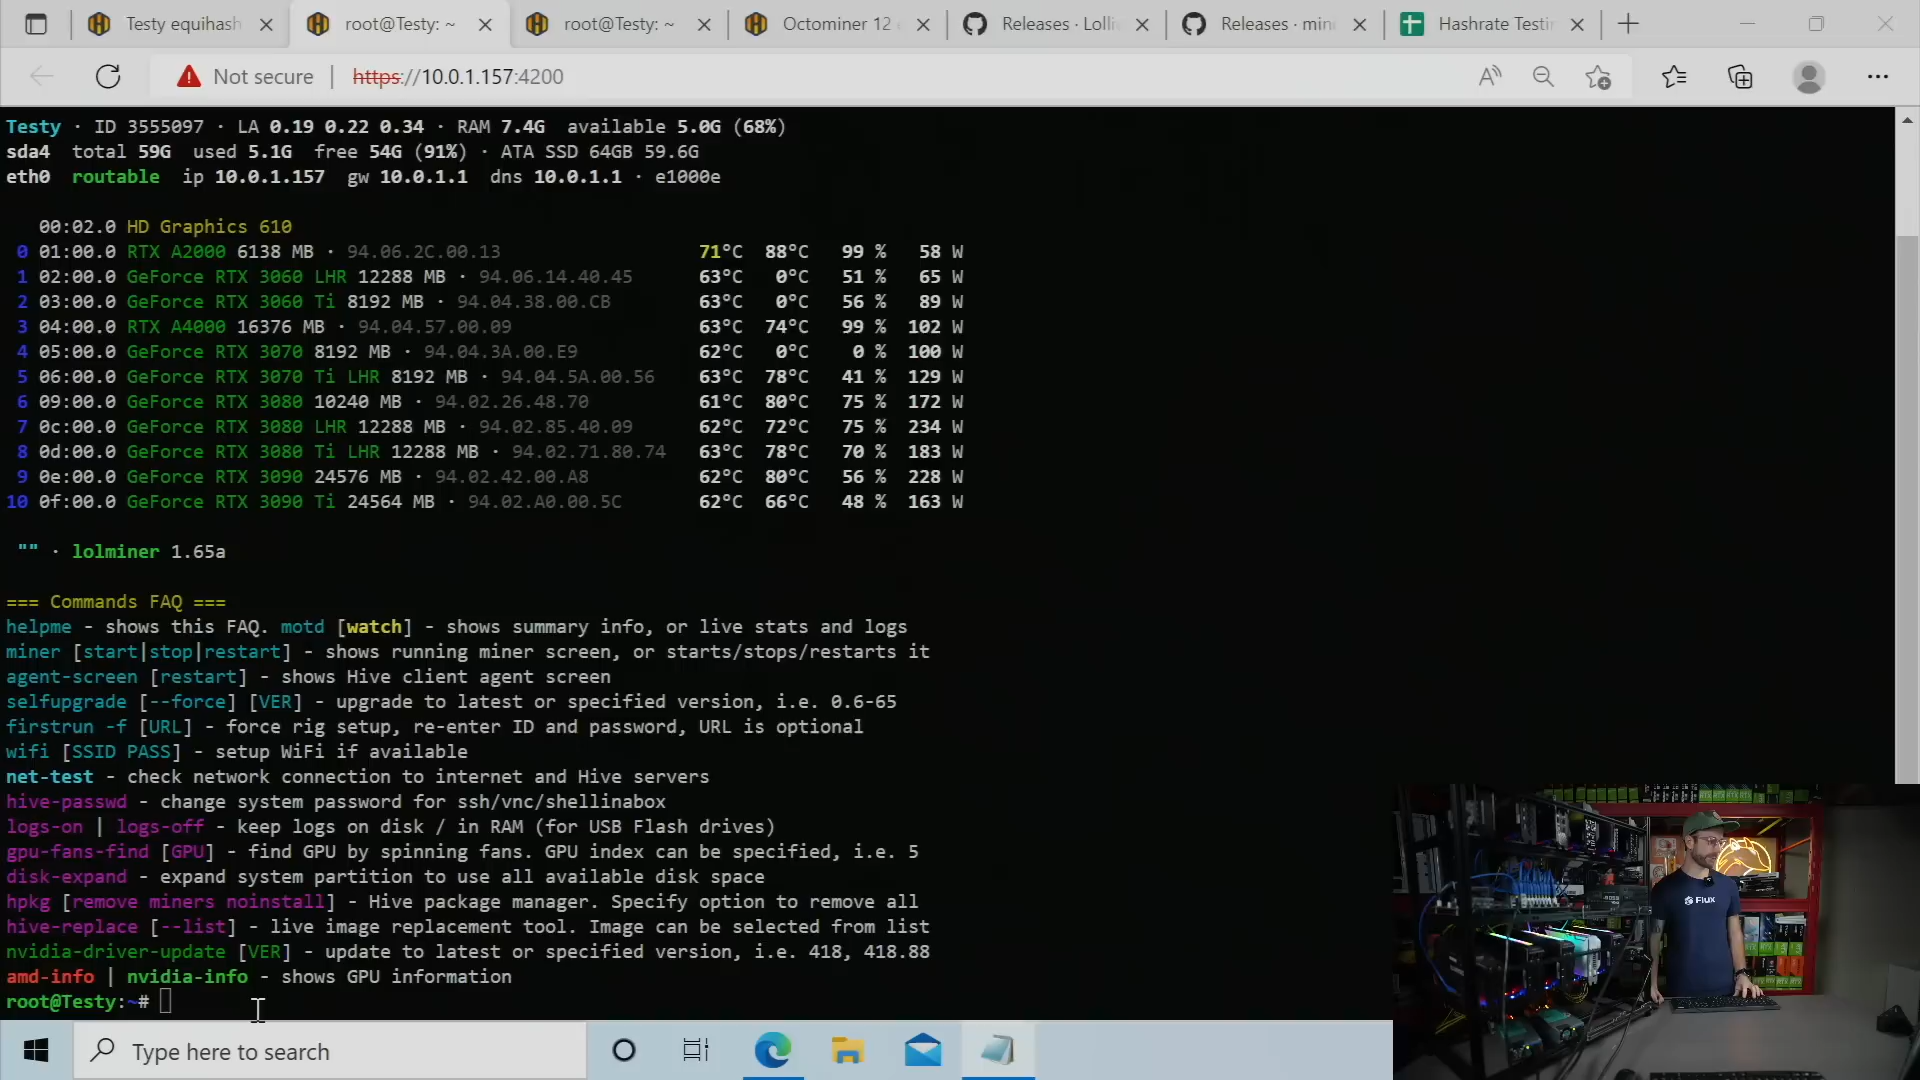 Testy equihash
root@Testy: ~
root@Testy: ~
Octominer 12
Releases · Lolli
Releases · min
Hashrate Testin
Not secure
https://10.0.1.157:4200
Testy · ID 3555097 · LA 0.19 0.22 0.34 · RAM 7.4G available 5.0G (68%)
sda4 total 59G used 5.1G free 54G (91%) · ATA SSD 64GB 59.6G
eth0 routable ip 10.0.1.157 gw 10.0.1.1 dns 10.0.1.1 · e1000e
00:02.0 HD Graphics 610
0 01:00.0 RTX A2000 6138 MB · 94.06.2C.00.13 71°C 88°C 99 % 58 W
1 02:00.0 GeForce RTX 3060 LHR 12288 MB · 94.06.14.40.45 63°C 0°C 51 % 65 W
2 03:00.0 GeForce RTX 3060 Ti 8192 MB · 94.04.38.00.CB 63°C 0°C 56 % 89 W
3 04:00.0 RTX A4000 16376 MB · 94.04.57.00.09 63°C 74°C 99 % 102 W
4 05:00.0 GeForce RTX 3070 8192 MB · 94.04.3A.00.E9 62°C 0°C 0 % 100 W
5 06:00.0 GeForce RTX 3070 Ti LHR 8192 MB · 94.04.5A.00.56 63°C 78°C 41 % 129 W
6 09:00.0 GeForce RTX 3080 10240 MB · 94.02.26.48.70 61°C 80°C 75 % 172 W
7 0c:00.0 GeForce RTX 3080 LHR 12288 MB · 94.02.85.40.09 62°C 72°C 75 % 234 W
8 0d:00.0 GeForce RTX 3080 Ti LHR 12288 MB · 94.02.71.80.74 63°C 78°C 70 % 183 W
9 0e:00.0 GeForce RTX 3090 24576 MB · 94.02.42.00.A8 62°C 80°C 56 % 228 W
10 0f:00.0 GeForce RTX 3090 Ti 24564 MB · 94.02.A0.00.5C 62°C 66°C 48 % 163 W
"" · lolminer 1.65a
=== Commands FAQ ===
helpme - shows this FAQ. motd [watch] - shows summary info, or live stats and logs
miner [start|stop|restart] - shows running miner screen, or starts/stops/restarts it
agent-screen [restart] - shows Hive client agent screen
selfupgrade [--force] [VER] - upgrade to latest or specified version, i.e. 0.6-65
firstrun -f [URL] - force rig setup, re-enter ID and password, URL is optional
wifi [SSID PASS] - setup WiFi if available
net-test - check network connection to internet and Hive servers
hive-passwd - change system password for ssh/vnc/shellinabox
logs-on | logs-off - keep logs on disk / in RAM (for USB Flash drives)
gpu-fans-find [GPU] - find GPU by spinning fans. GPU index can be specified, i.e. 5
disk-expand - expand system partition to use all available disk space
hpkg [remove miners noinstall] - Hive package manager. Specify option to remove all
hive-replace [--list] - live image replacement tool. Image can be selected from list
nvidia-driver-update [VER] - update to latest or specified version, i.e. 418, 418.88
amd-info | nvidia-info - shows GPU information
root@Testy:~#
Flux
Type here to search